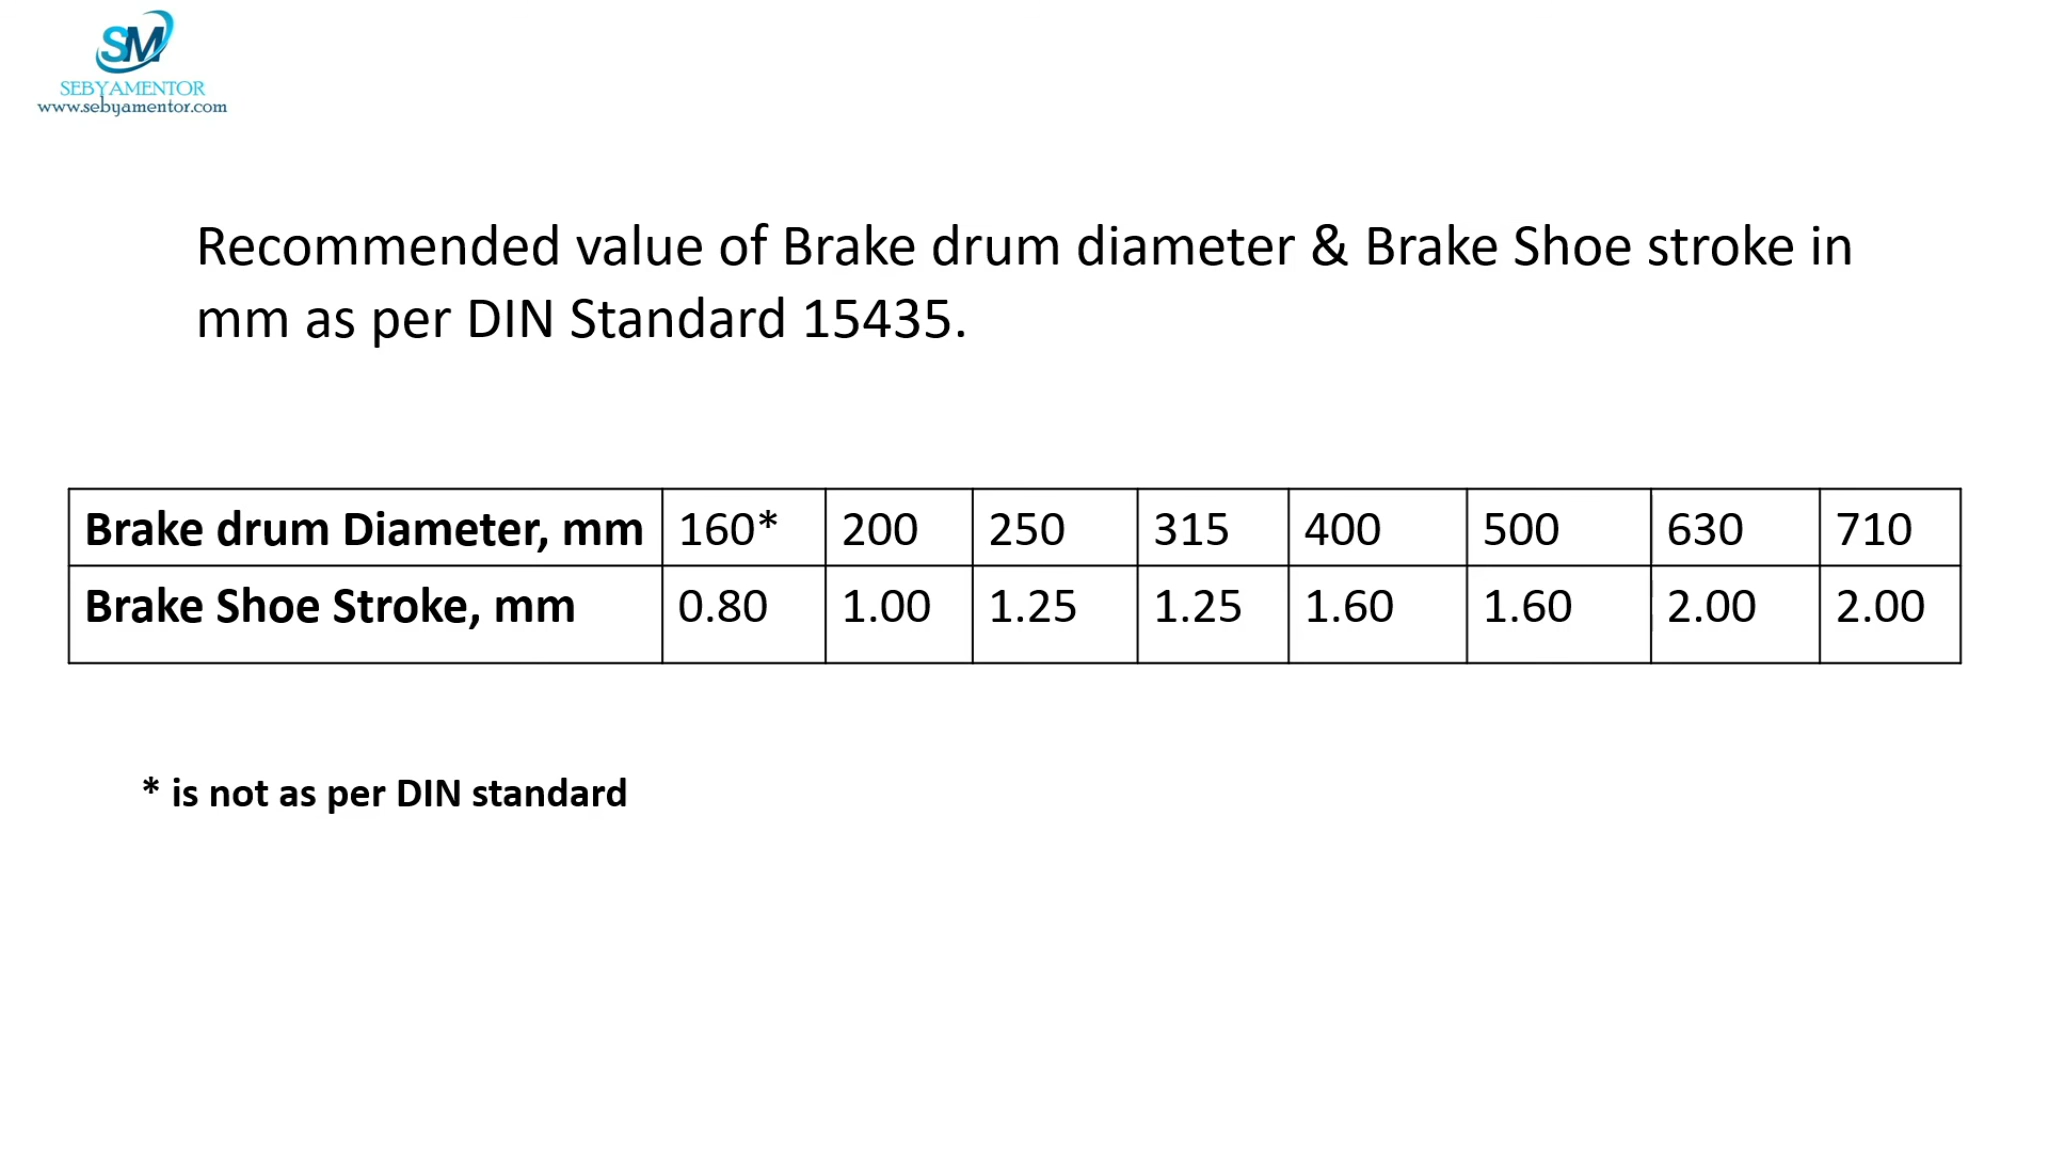 SM
SEBYAMENTOR
www.sebyamentor.com
Recommended value of Brake drum diameter & Brake Shoe stroke in
mm as per DIN Standard 15435.
Brake drum Diameter, mm 160* 200 250 315 400 500 630 710
Brake Shoe Stroke, mm 0.80 1.00 1.25 1.25 1.60 1.60 2.00 2.00
* is not as per DIN standard